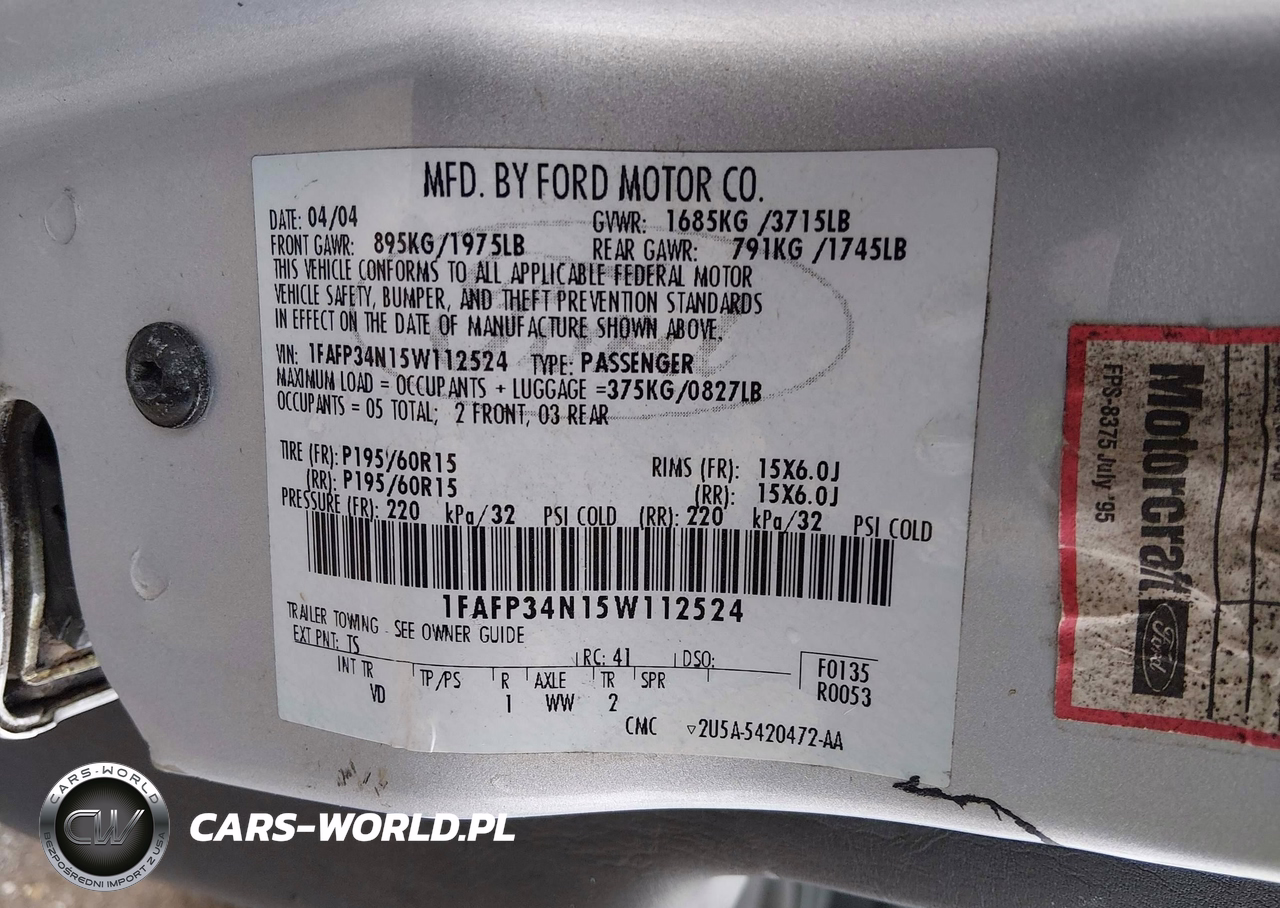 MFD. BY FORD MOTOR CO.
DATE: 04/04 GVWR: 1685KG /3715LB
FRONT GAWR: 895KG/1975LB REAR GAWR: 791KG /1745LB
THIS VEHICLE CONFORMS TO ALL APPLICABLE FEDERAL MOTOR
VEHICLE SAFETY, BUMPER, AND THEFT PREVENTION STANDARDS
IN EFFECT ON THE DATE OF MANUFACTURE SHOWN ABOVE.
VIN: 1FAFP34N15W112524 TYPE: PASSENGER
MAXIMUM LOAD = OCCUPANTS + LUGGAGE =375KG/0827LB
OCCUPANTS = 05 TOTAL; 2 FRONT, 03 REAR
TIRE (FR): P195/60R15 RIMS (FR): 15X6.0J
(RR): P195/60R15 (RR): 15X6.0J
PRESSURE (FR): 220 kPa/32 PSI COLD (RR): 220 kPa/32 PSI COLD
1FAFP34N15W112524
TRAILER TOWING - SEE OWNER GUIDE
EXT PNT: TS RC: 41 DSO: F0135
INT TR TP/PS R AXLE TR SPR R0053
VD 1 WW 2
CMC ▽2U5A-5420472-AA
Motorcraft
Ford
FPS-8375 July '95
CARS-WORLD
CW
BEZPOŚREDNI IMPORT Z USA
CARS-WORLD.PL